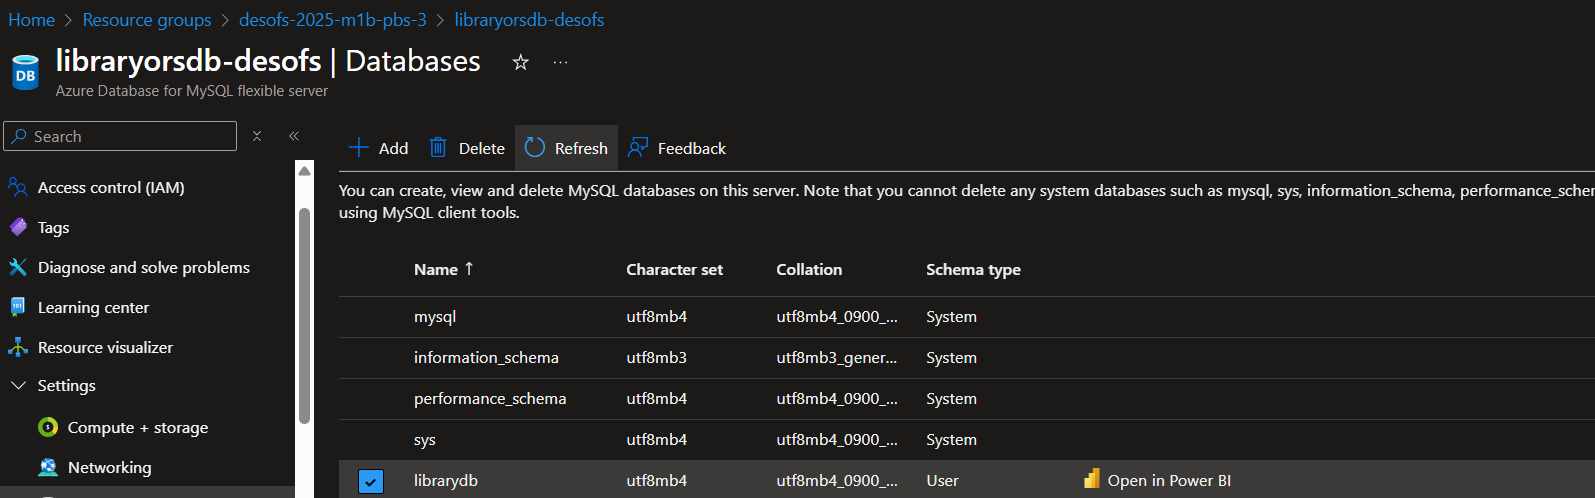 Home > Resource groups > desofs-2025-m1b-pbs-3 > libraryorsdb-desofs
DB
libraryorsdb-desofs | Databases ☆ ...
Azure Database for MySQL flexible server
Search
Add Delete Refresh Feedback
You can create, view and delete MySQL databases on this server. Note that you cannot delete any system databases such as mysql, sys, information_schema, performance_schem
using MySQL client tools.
Access control (IAM)
Tags
Diagnose and solve problems
Learning center
Resource visualizer
Settings
Compute + storage
Networking
Name ↑ Character set Collation Schema type
mysql utf8mb4 utf8mb4_0900_... System
information_schema utf8mb3 utf8mb3_gener... System
performance_schema utf8mb4 utf8mb4_0900_... System
sys utf8mb4 utf8mb4_0900_... System
librarydb utf8mb4 utf8mb4_0900_... User Open in Power BI